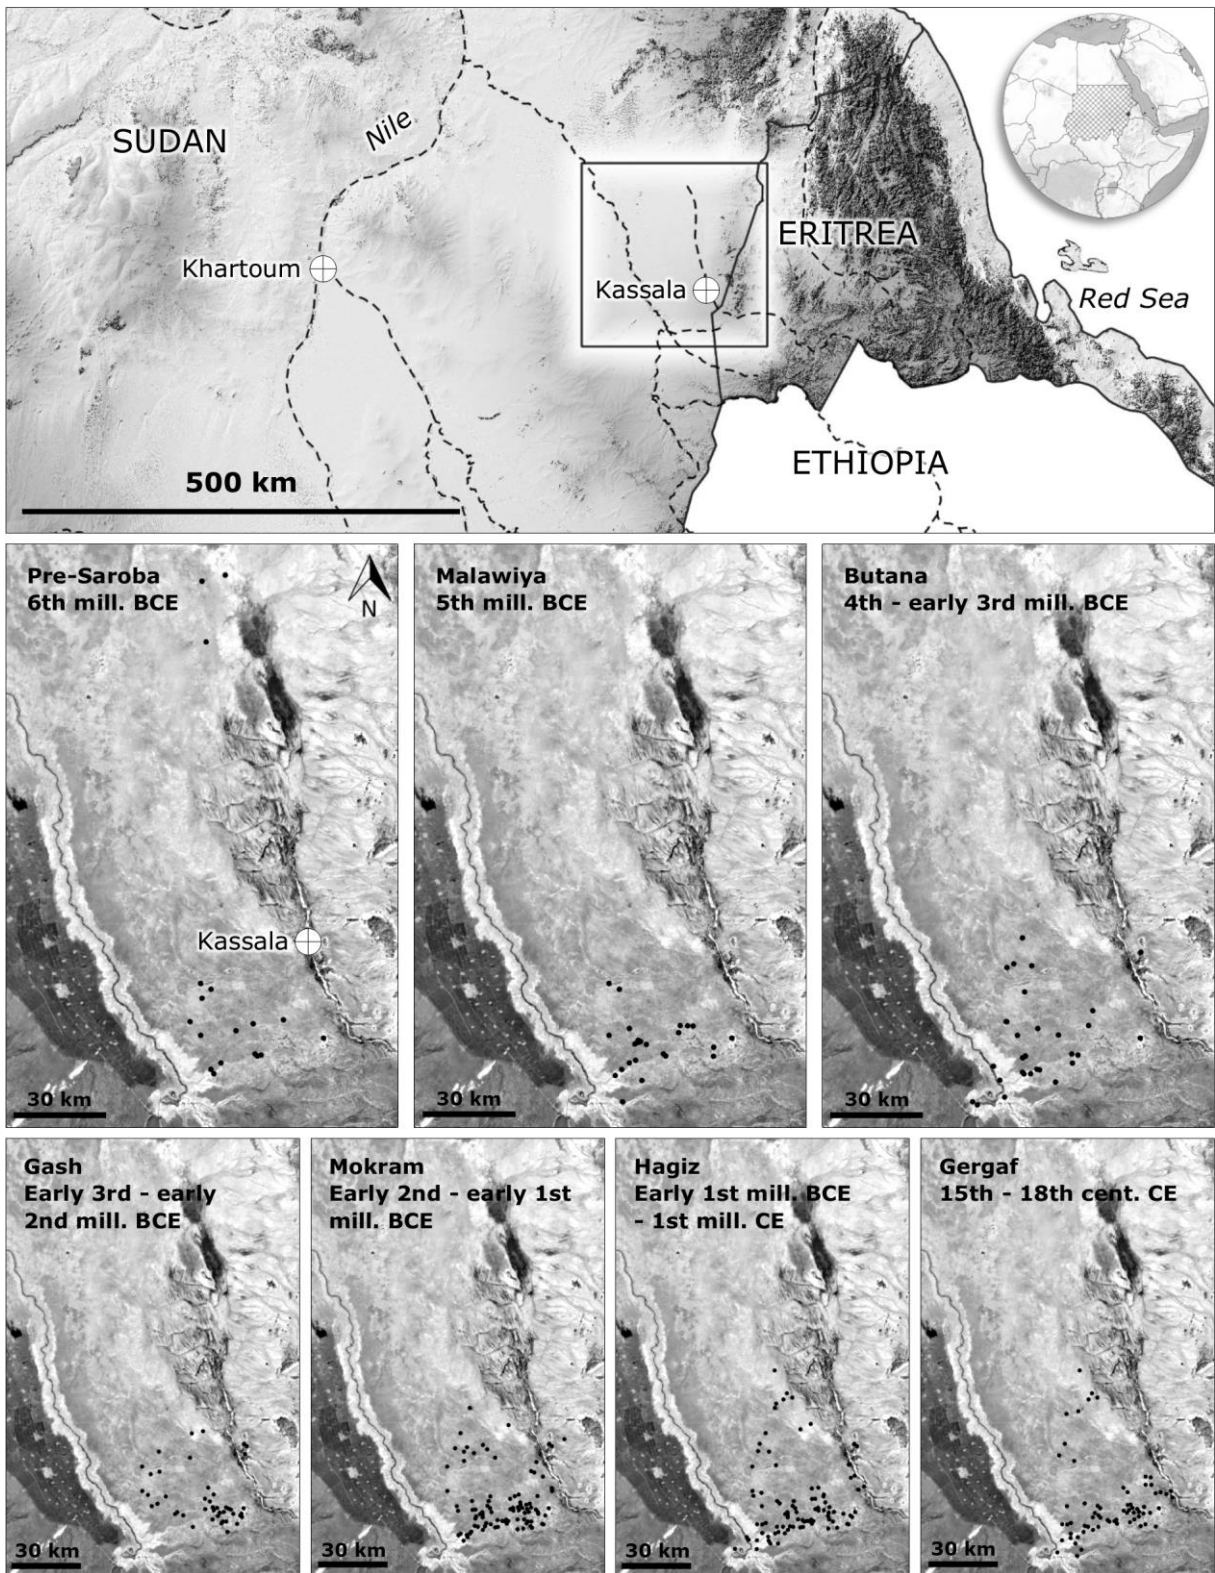 SUDAN
Nile
Khartoum
Kassala
ERITREA
Red Sea
ETHIOPIA
500 km
Pre-Saroba
6th mill. BCE
N
Kassala
30 km
Malawiya
5th mill. BCE
30 km
Butana
4th - early 3rd mill. BCE
30 km
Gash
Early 3rd - early
2nd mill. BCE
30 km
Mokram
Early 2nd - early 1st
mill. BCE
30 km
Hagiz
Early 1st mill. BCE
- 1st mill. CE
30 km
Gergaf
15th - 18th cent. CE
30 km